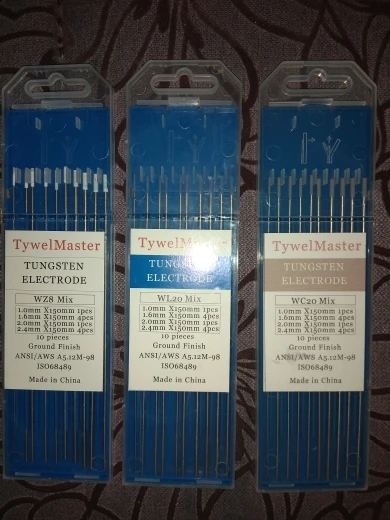 TywelMaster
TUNGSTEN
ELECTRODE
WZ8 Mix
1.0mm X150mm 1pcs
1.6mm X150mm 4pcs
2.0mm X150mm 1pcs
2.4mm X150mm 4pcs
10 pieces
Ground Finish
ANSI/AWS A5.12M-98
ISO68489
Made in China
TywelMaster
TUNGSTEN
ELECTRODE
WL20 Mix
1.0mm X150mm 1pcs
1.6mm X150mm 4pcs
2.0mm X150mm 1pcs
2.4mm X150mm 4pcs
10 pieces
Ground Finish
ANSI/AWS A5.12M-98
ISO68489
Made in China
TywelMaster
TUNGSTEN
ELECTRODE
WC20 Mix
1.0mm X150mm 1pcs
1.6mm X150mm 4pcs
2.0mm X150mm 1pcs
2.4mm X150mm 4pcs
10 pieces
Ground Finish
ANSI/AWS A5.12M-98
ISO68489
Made in China